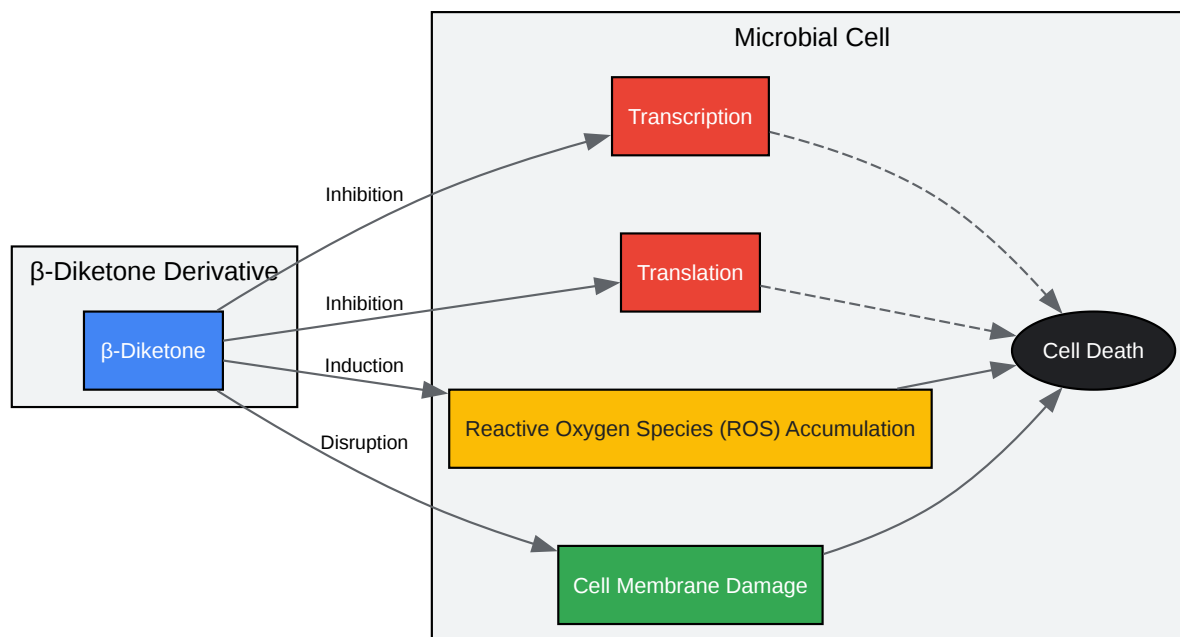 Microbial Cell
Transcription
Inhibition
Translation
β-Diketone Derivative
Inhibition
β-Diketone
Cell Death
Induction
Reactive Oxygen Species (ROS) Accumulation
Disruption
Cell Membrane Damage